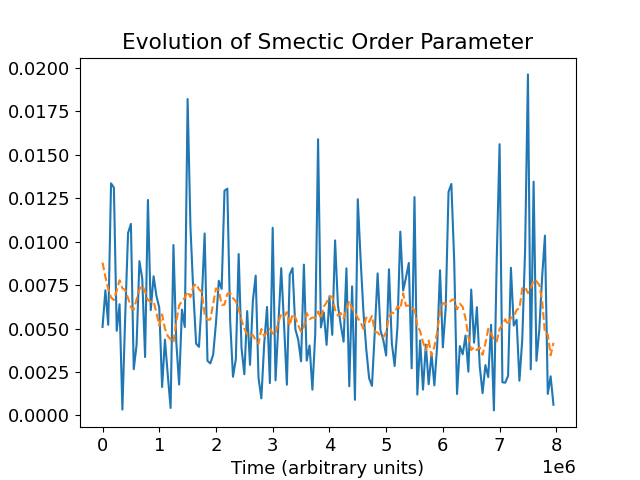 Evolution of Smectic Order Parameter
0.0200
0.0175
0.0150
0.0125
0.0100
0.0075
0.0050
0.0025
0.0000
0 1 2 3 4 5 6 7 8
1e6
Time (arbitrary units)